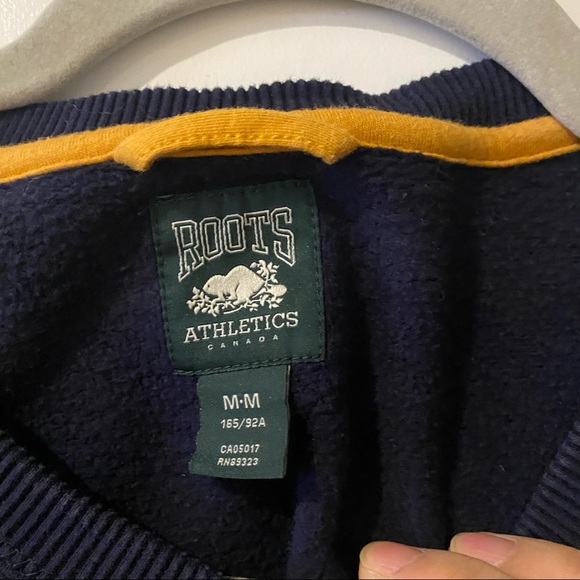 ROOTS
ATHLETICS
CANADA
M·M
165/92A
CA05017
RN89323